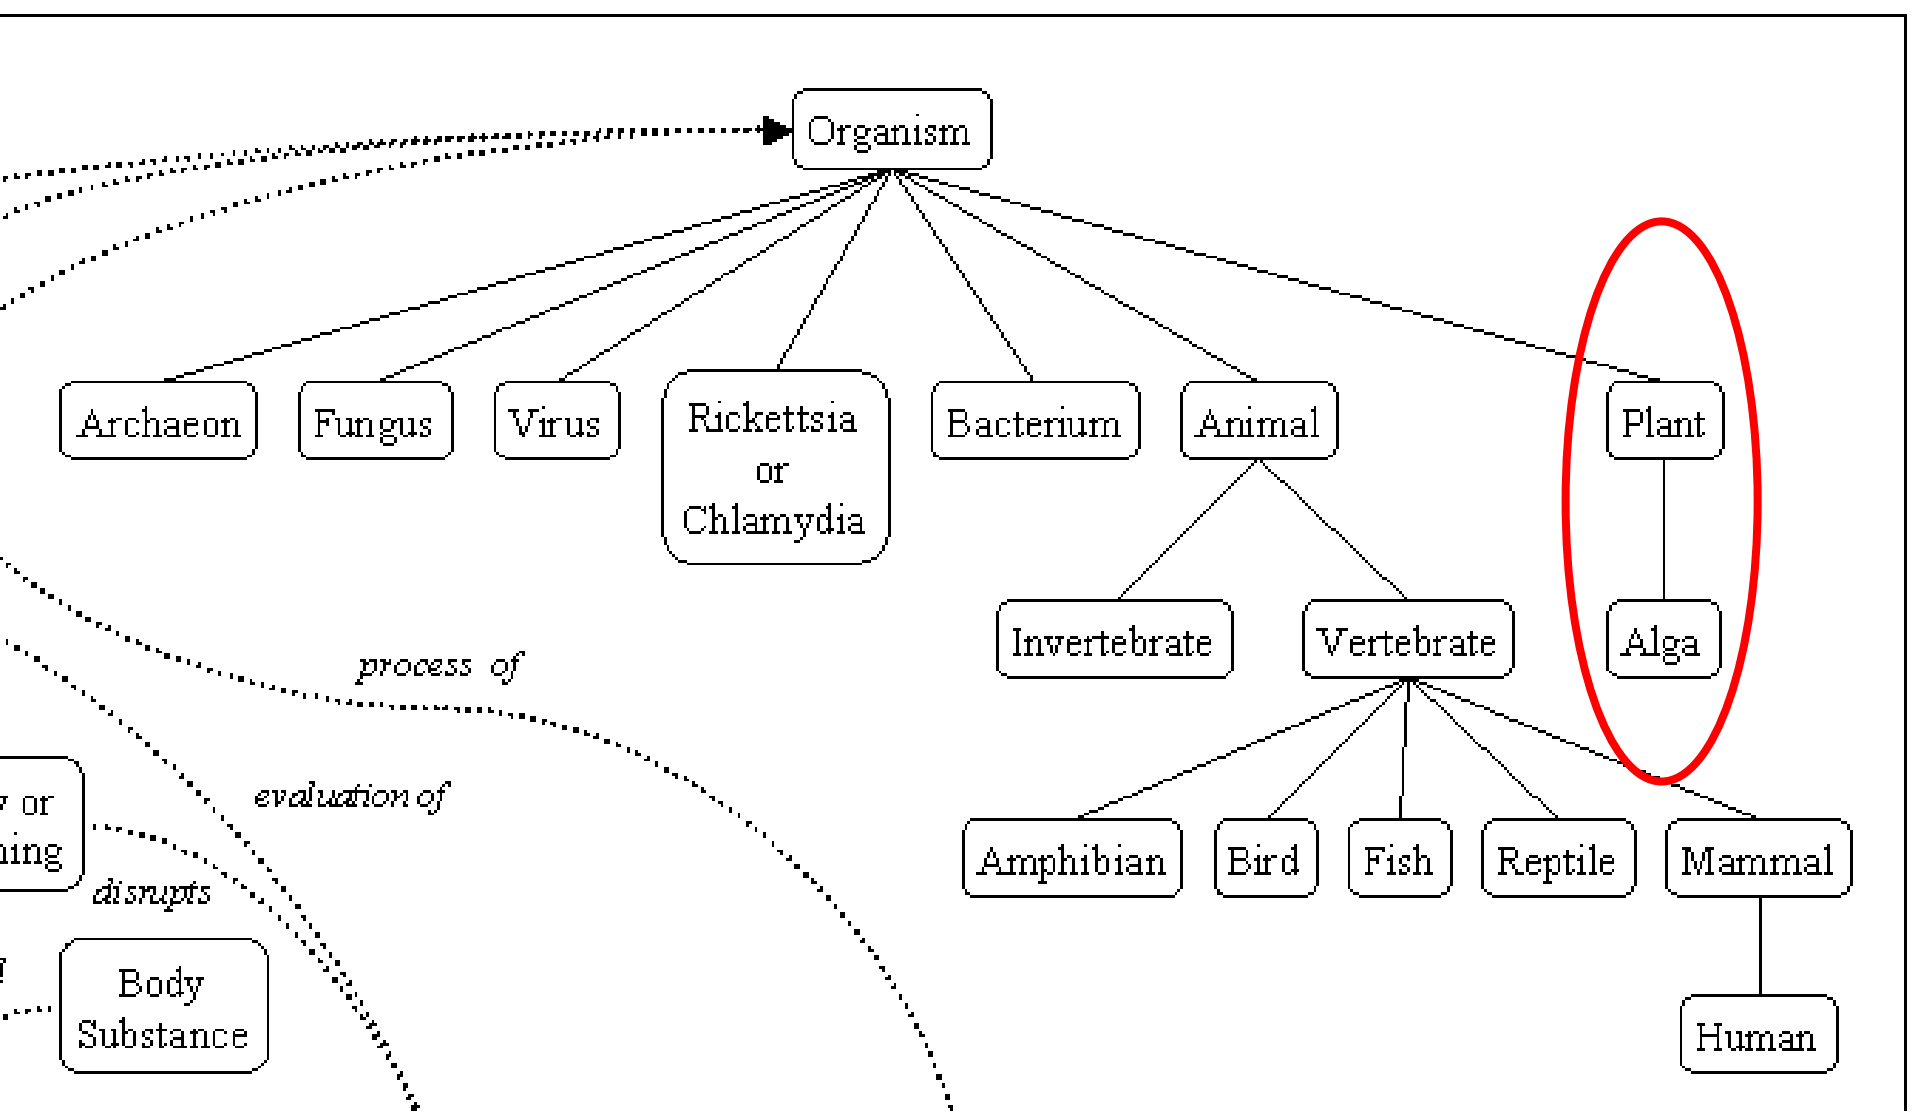 Organism
Archaeon
Fungus
Virus
Rickettsia
or
Chlamydia
Bacterium
Animal
Plant
Invertebrate
Vertebrate
Alga
process of
evaluation of
or
disrupts
Amphibian
Bird
Fish
Reptile
Mammal
Body
Substance
Human